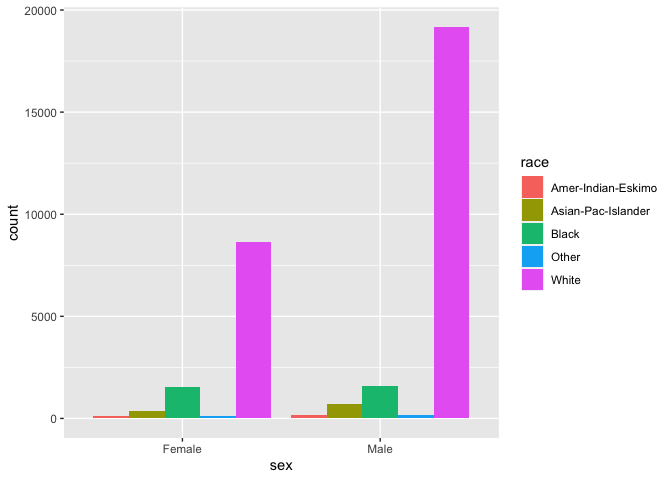 20000
15000
10000
5000
0
count
Female
Male
sex
race
Amer-Indian-Eskimo
Asian-Pac-Islander
Black
Other
White